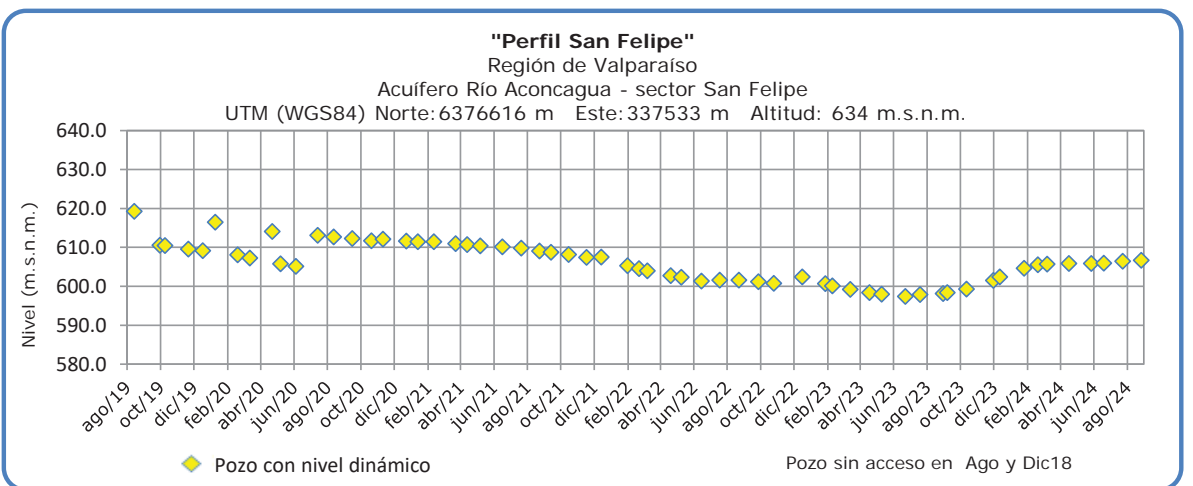 "Perfil San Felipe"
Región de Valparaíso
Acuífero Río Aconcagua - sector San Felipe
UTM (WGS84) Norte: 6376616 m Este: 337533 m Altitud: 634 m.s.n.m.
Nivel (m.s.n.m.)
640.0
630.0
620.0
610.0
600.0
590.0
580.0
ago/19
oct/19
dic/19
feb/20
abr/20
jun/20
ago/20
oct/20
dic/20
feb/21
abr/21
jun/21
ago/21
oct/21
dic/21
feb/22
abr/22
jun/22
ago/22
oct/22
dic/22
feb/23
abr/23
jun/23
ago/23
oct/23
dic/23
feb/24
abr/24
jun/24
ago/24
Pozo con nivel dinámico
Pozo sin acceso en Ago y Dic18